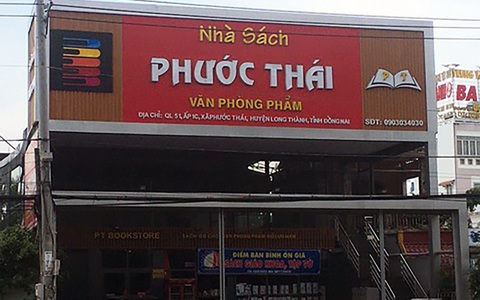 Nhà Sách
PHƯỚC THÁI
VĂN PHÒNG PHẨM
ĐỊA CHỈ: QL 51, ẤP 1C, XÃ PHƯỚC THÁI, HUYỆN LONG THÀNH, TỈNH ĐỒNG NAI
SĐT: 0903034030
BA
PT BOOKSTORE
ĐIỂM BÁN BÌNH ỔN GIÁ
SÁCH GIÁO KHOA, TẬP VỞ